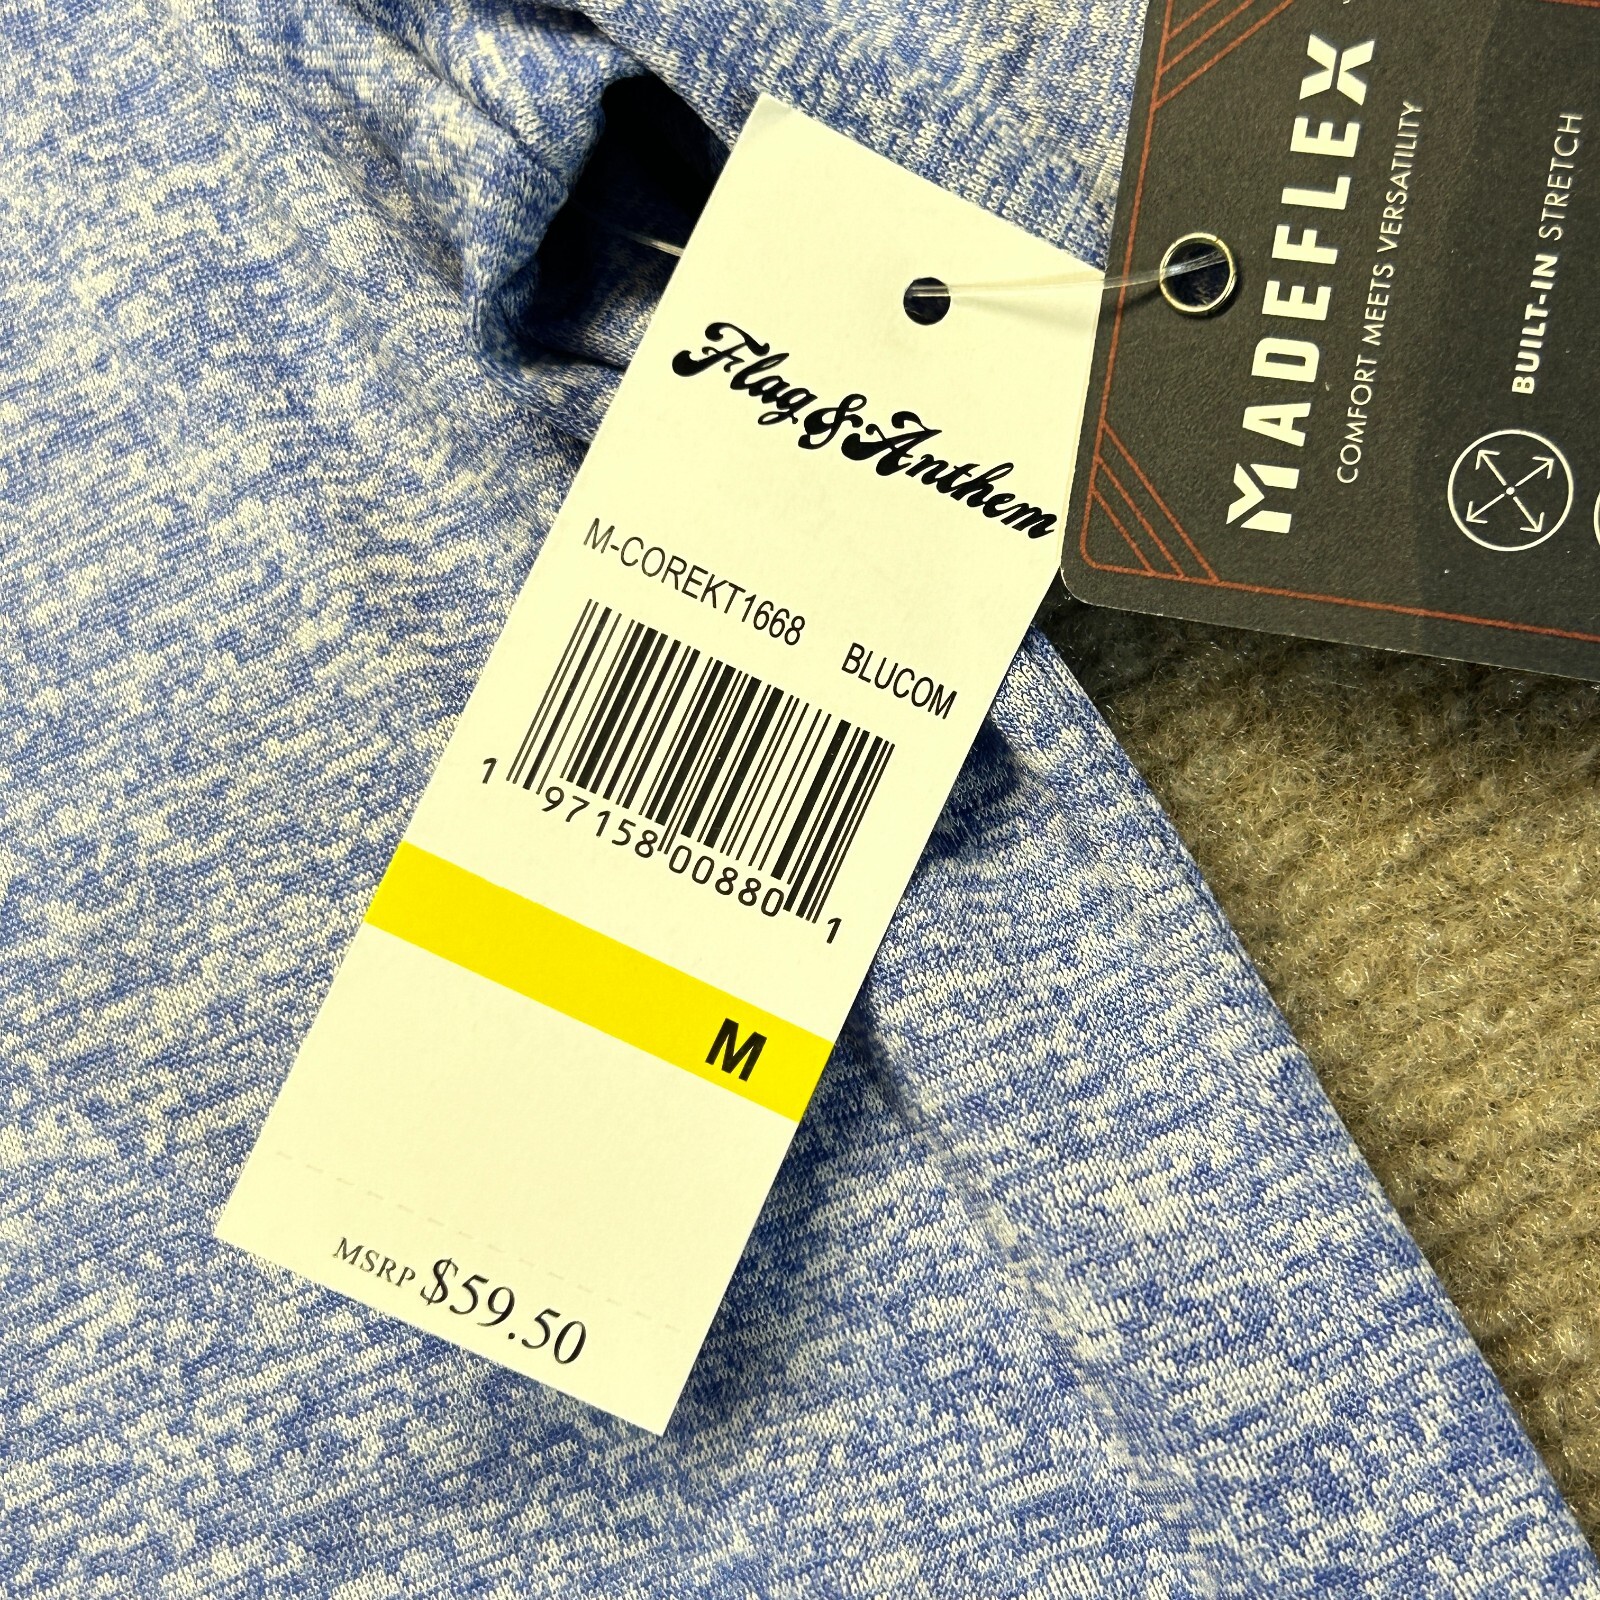 Flag & Anthem
M-COREKT1668 BLUCOM
1 97158 00880 1
M
MSRP $59.50
MADEFLEX
COMFORT MEETS VERSATILITY
BUILT-IN STRETCH